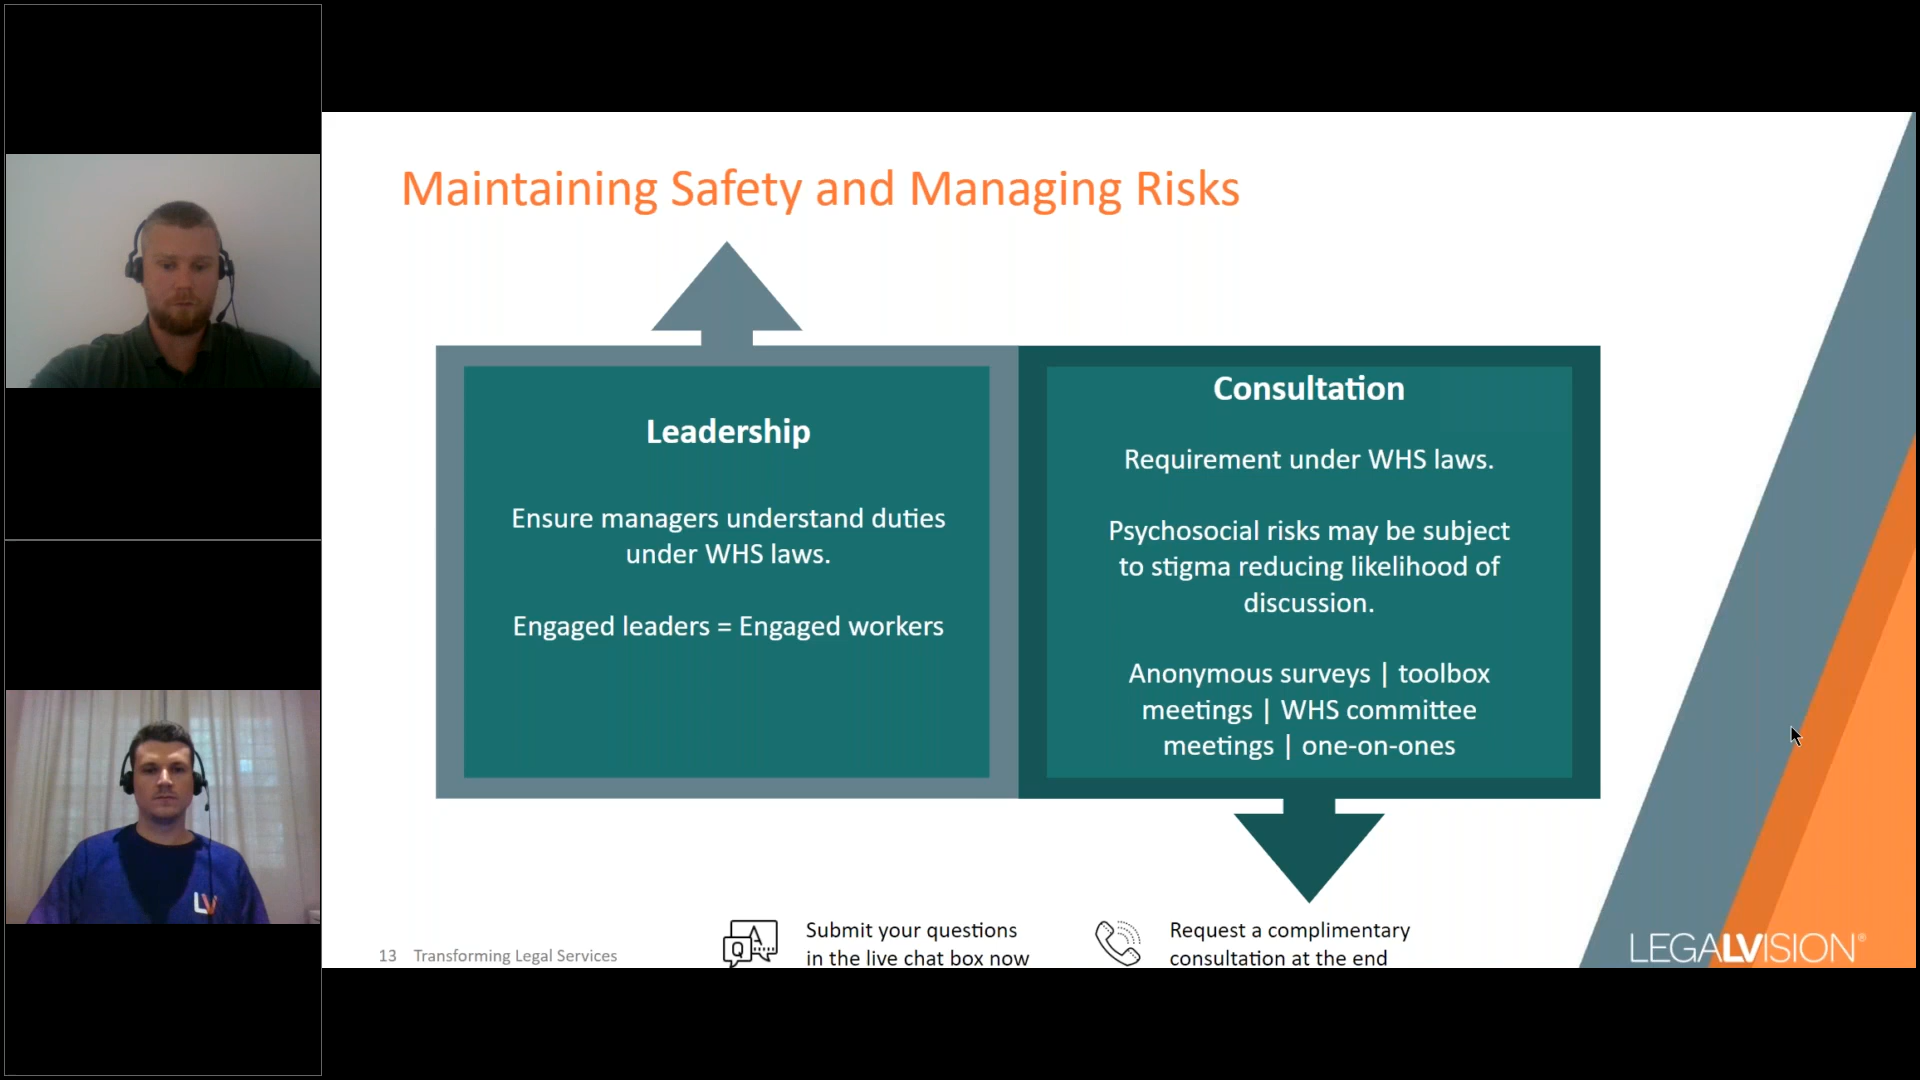 Maintaining Safety and Managing Risks
Leadership
Ensure managers understand duties
under WHS laws.
Engaged leaders = Engaged workers
Consultation
Requirement under WHS laws.
Psychosocial risks may be subject
to stigma reducing likelihood of
discussion.
Anonymous surveys | toolbox
meetings | WHS committee
meetings | one-on-ones
LV
13 Transforming Legal Services
Q A
Submit your questions
in the live chat box now
Request a complimentary
consultation at the end
LEGALVISION®